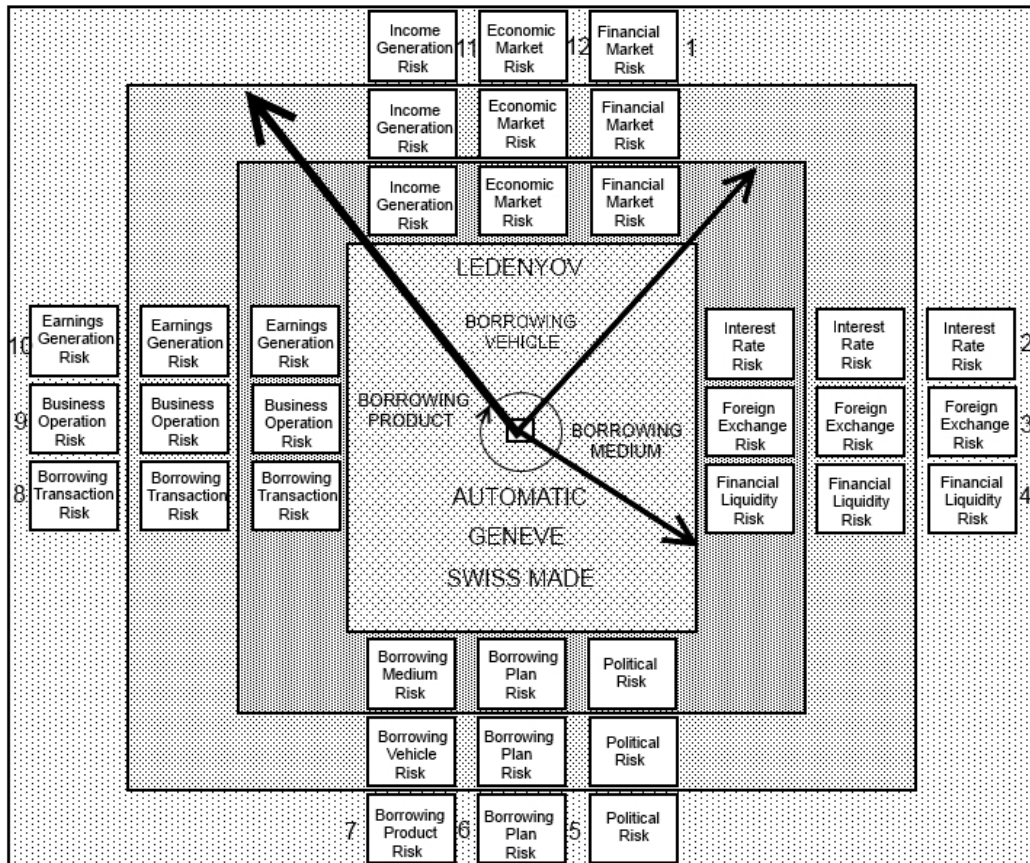 Income
Generation
Risk
11
Economic
Market
Risk
12
Financial
Market
Risk
1
Income
Generation
Risk
Economic
Market
Risk
Financial
Market
Risk
Income
Generation
Risk
Economic
Market
Risk
Financial
Market
Risk
LEDENYOV
BORROWING
VEHICLE
10
Earnings
Generation
Risk
Earnings
Generation
Risk
Earnings
Generation
Risk
Interest
Rate
Risk
Interest
Rate
Risk
Interest
Rate
Risk
2
9
Business
Operation
Risk
Business
Operation
Risk
Business
Operation
Risk
BORROWING
PRODUCT
BORROWING
MEDIUM
Foreign
Exchange
Risk
Foreign
Exchange
Risk
Foreign
Exchange
Risk
3
8
Borrowing
Transaction
Risk
Borrowing
Transaction
Risk
Borrowing
Transaction
Risk
Financial
Liquidity
Risk
Financial
Liquidity
Risk
Financial
Liquidity
Risk
4
AUTOMATIC
GENEVE
SWISS MADE
Borrowing
Medium
Risk
Borrowing
Plan
Risk
Political
Risk
Borrowing
Vehicle
Risk
Borrowing
Plan
Risk
Political
Risk
7
Borrowing
Product
Risk
6
Borrowing
Plan
Risk
5
Political
Risk